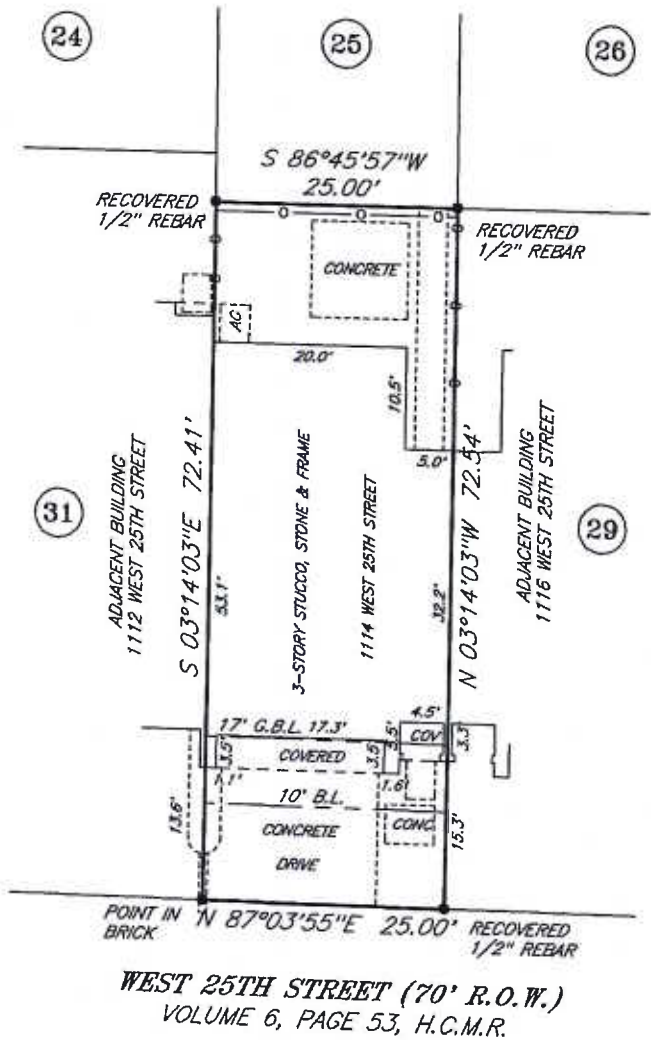 24
25
26
S 86°45'57"W
25.00'
RECOVERED
1/2" REBAR
RECOVERED
1/2" REBAR
CONCRETE
AC
20.0'
10.5'
5.0'
ADJACENT BUILDING
1112 WEST 25TH STREET
S 03°14'03"E 72.41'
53.1'
3-STORY STUCCO, STONE & FRAME
1114 WEST 25TH STREET
32.2'
N 03°14'03"W 72.54'
ADJACENT BUILDING
1116 WEST 25TH STREET
31
29
17' G.B.L. 17.3'
4.5'
COV
3.5'
COVERED
3.5'
5.5'
3.3'
1.1'
1.6'
10' B.L.
13.6'
CONCRETE
DRIVE
CONC.
15.3'
POINT IN
BRICK
N 87°03'55"E 25.00'
RECOVERED
1/2" REBAR
WEST 25TH STREET (70' R.O.W.)
VOLUME 6, PAGE 53, H.C.M.R.